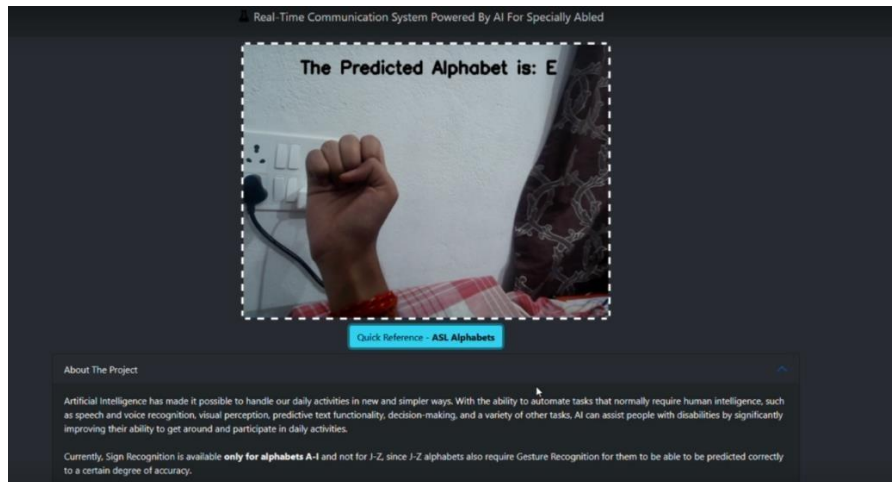 Real-Time Communication System Powered By AI For Specially Abled
The Predicted Alphabet is: E
Quick Reference - ASL Alphabets
About The Project
Artificial Intelligence has made it possible to handle our daily activities in new and simpler ways. With the ability to automate tasks that normally require human intelligence, such
as speech and voice recognition, visual perception, predictive text functionality, decision-making, and a variety of other tasks, AI can assist people with disabilities by significantly
improving their ability to get around and participate in daily activities.
Currently, Sign Recognition is available only for alphabets A-I and not for J-Z, since J-Z alphabets also require Gesture Recognition for them to be able to be predicted correctly
to a certain degree of accuracy.